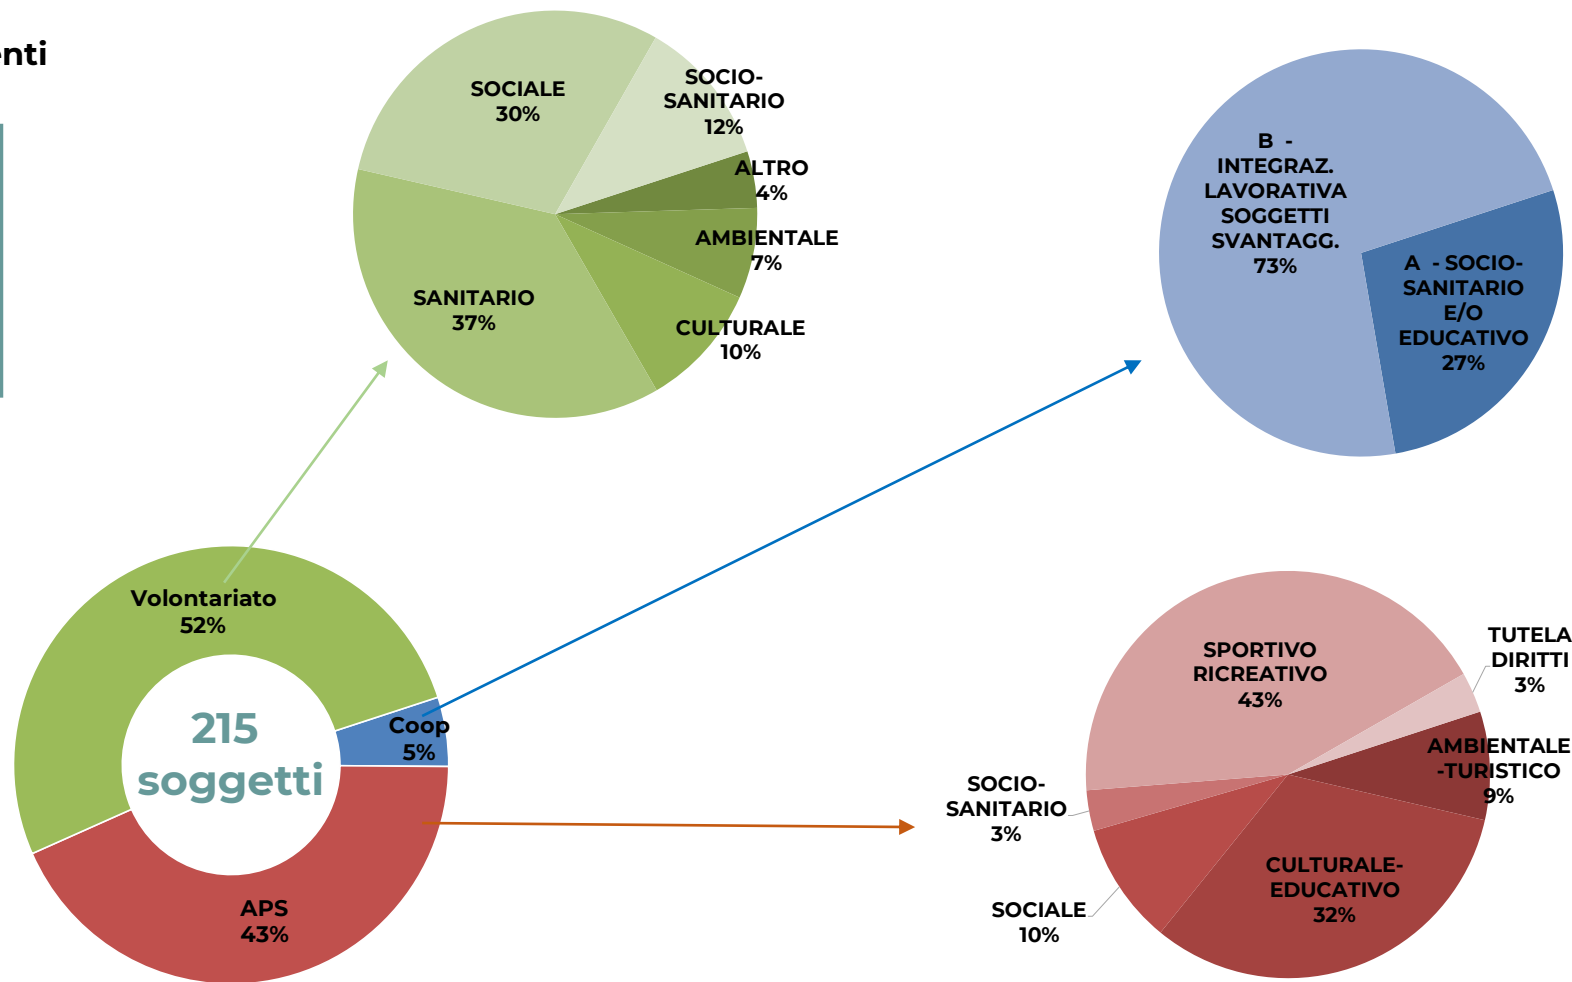 SOCIALE
30%
SOCIO-
SANITARIO
12%
ALTRO
4%
AMBIENTALE
7%
CULTURALE
10%
SANITARIO
37%
B -
INTEGRAZ.
LAVORATIVA
SOGGETTI
SVANTAGG.
73%
A - SOCIO-
SANITARIO
E/O
EDUCATIVO
27%
Volontariato
52%
Coop
5%
215
soggetti
APS
43%
SPORTIVO
RICREATIVO
43%
TUTELA
DIRITTI
3%
AMBIENTALE
-TURISTICO
9%
CULTURALE-
EDUCATIVO
32%
SOCIALE
10%
SOCIO-
SANITARIO
3%